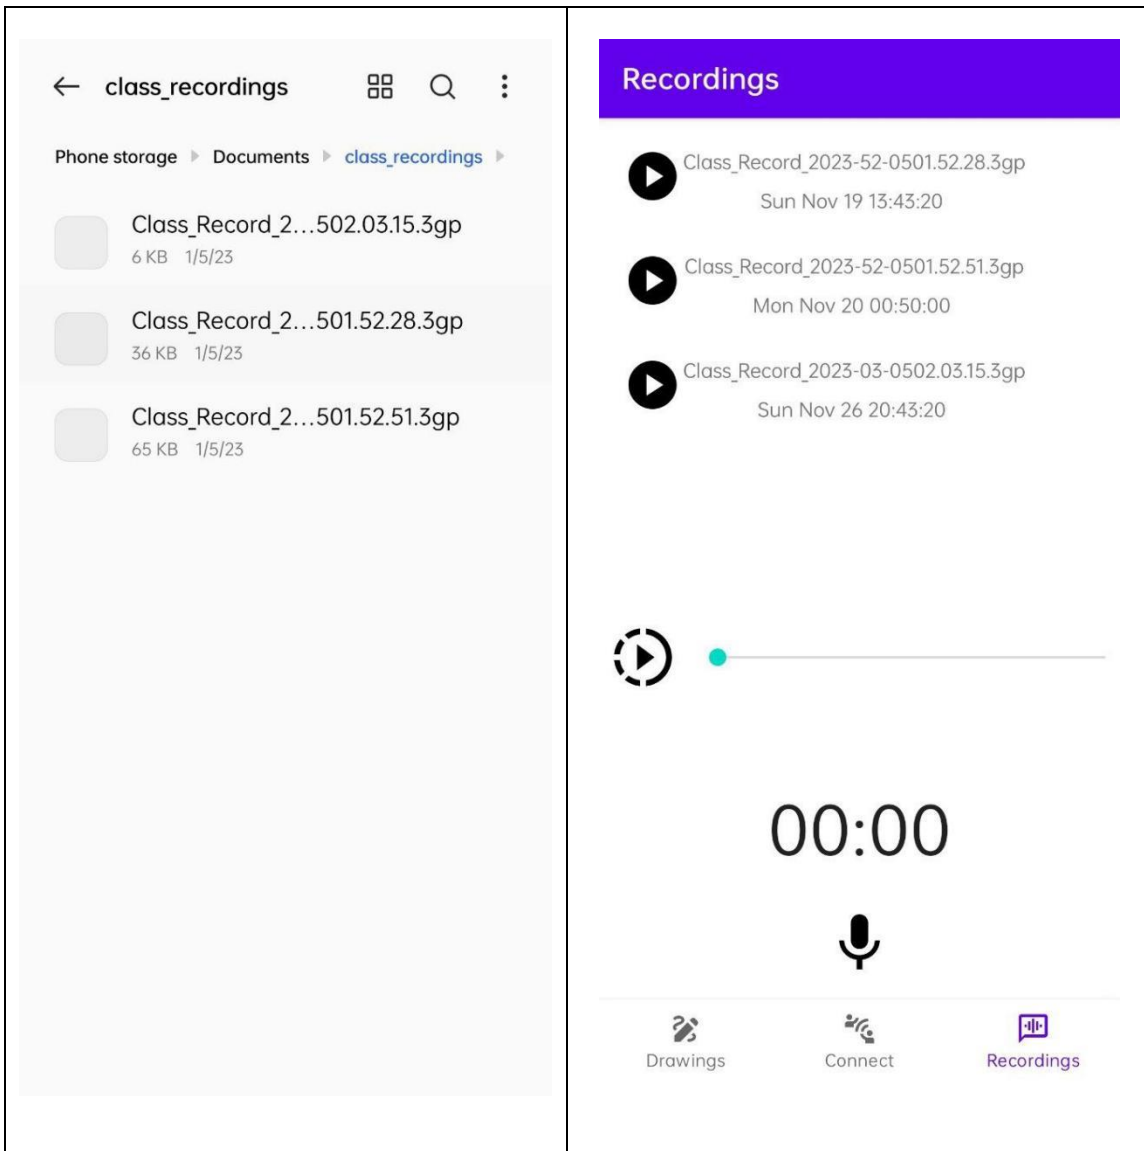 class_recordings
Phone storage Documents class_recordings
Class_Record_2...502.03.15.3gp
6 KB 1/5/23
Class_Record_2...501.52.28.3gp
36 KB 1/5/23
Class_Record_2...501.52.51.3gp
65 KB 1/5/23
Recordings
Class_Record_2023-52-0501.52.28.3gp
Sun Nov 19 13:43:20
Class_Record_2023-52-0501.52.51.3gp
Mon Nov 20 00:50:00
Class_Record_2023-03-0502.03.15.3gp
Sun Nov 26 20:43:20
00:00
Drawings Connect Recordings